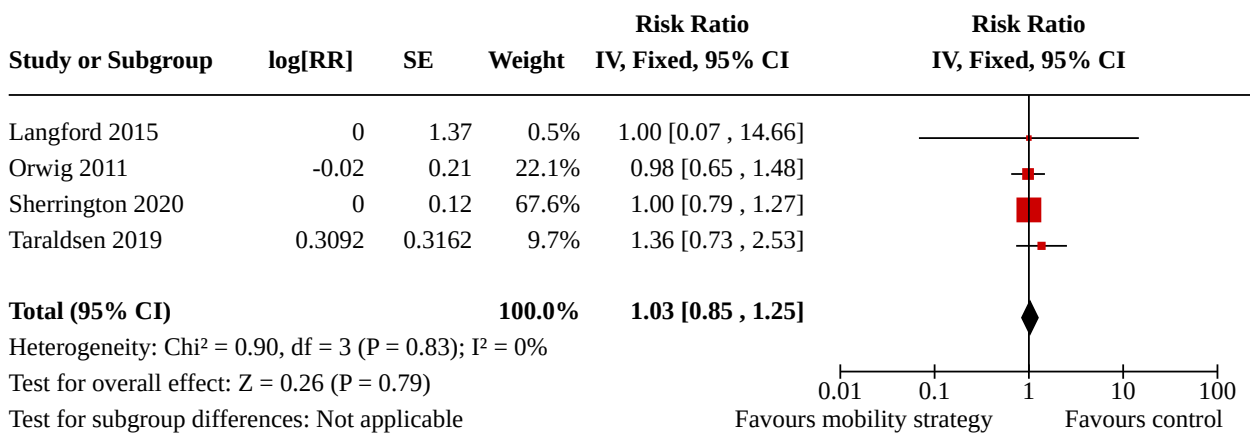 Risk Ratio Risk Ratio
Study or Subgroup log[RR] SE Weight IV, Fixed, 95% CI IV, Fixed, 95% CI
Langford 2015 0 1.37 0.5% 1.00 [0.07 , 14.66]
Orwig 2011 -0.02 0.21 22.1% 0.98 [0.65 , 1.48]
Sherrington 2020 0 0.12 67.6% 1.00 [0.79 , 1.27]
Taraldsen 2019 0.3092 0.3162 9.7% 1.36 [0.73 , 2.53]
Total (95% CI) 100.0% 1.03 [0.85 , 1.25]
Heterogeneity: Chi² = 0.90, df = 3 (P = 0.83); I² = 0%
Test for overall effect: Z = 0.26 (P = 0.79)
0.01 0.1 1 10 100
Test for subgroup differences: Not applicable Favours mobility strategy Favours control